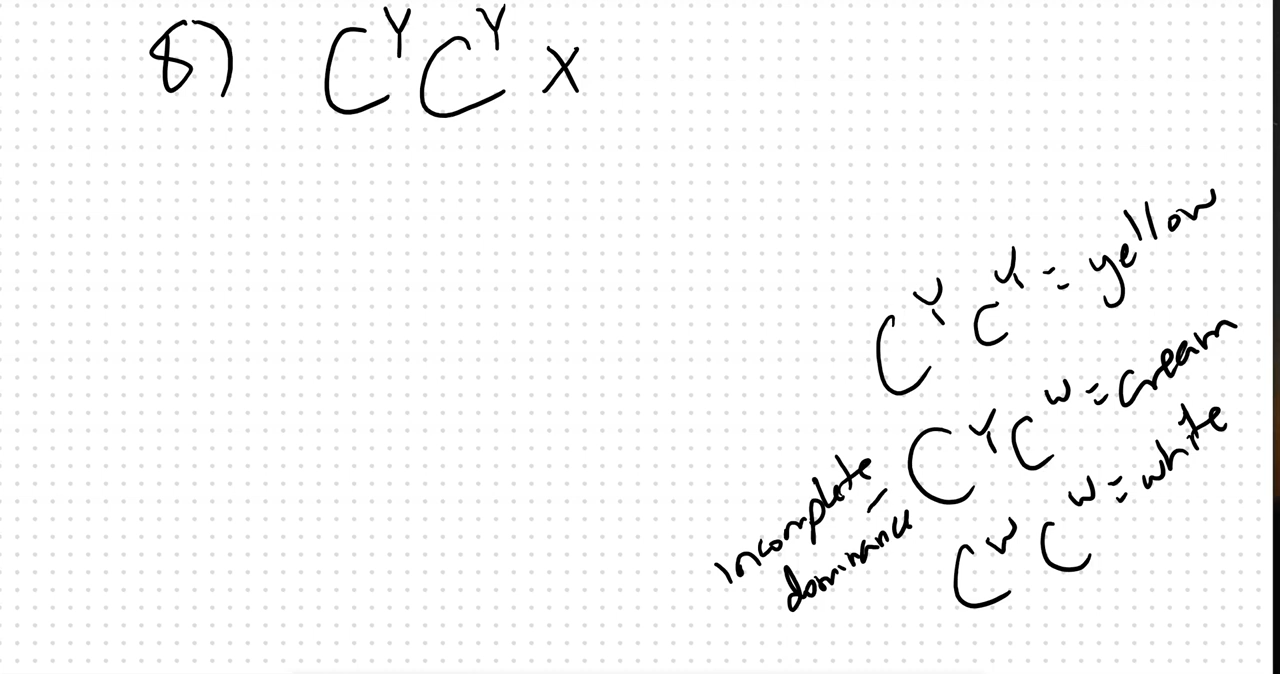 8) C^Y C^Y x
C^Y C^Y = yellow
C^Y C^W = cream
incomplete
dominance
C^W C^W = white